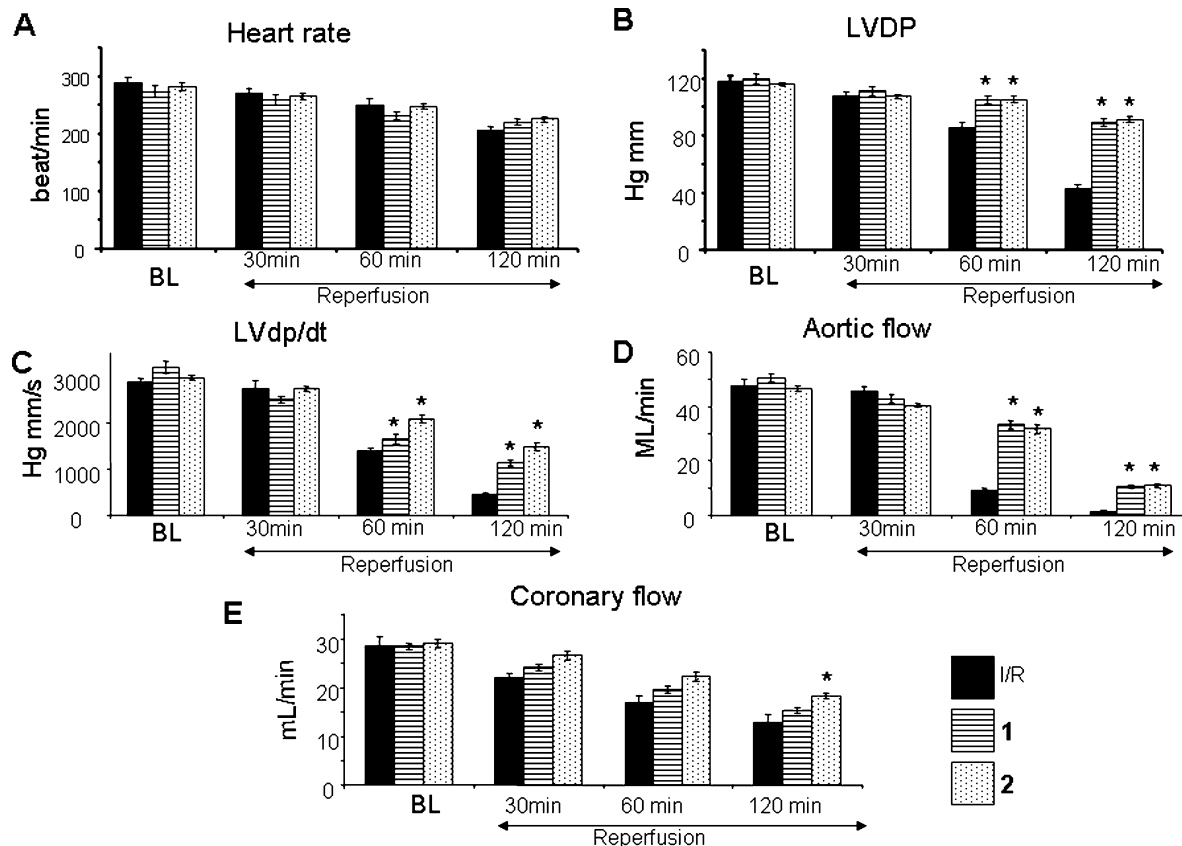 A
Heart rate
beat/min
300
200
100
0
BL
30min
60 min
120 min
Reperfusion
B
LVDP
Hg mm
120
80
40
0
* *
* *
BL
30min
60 min
120 min
Reperfusion
C
LVdp/dt
Hg mm/s
3000
2000
1000
0
* *
* *
BL
30min
60 min
120 min
Reperfusion
D
Aortic flow
ML/min
60
40
20
0
* *
* *
BL
30min
60 min
120 min
Reperfusion
E
Coronary flow
mL/min
30
20
10
0
*
BL
30min
60 min
120 min
Reperfusion
I/R
1
2